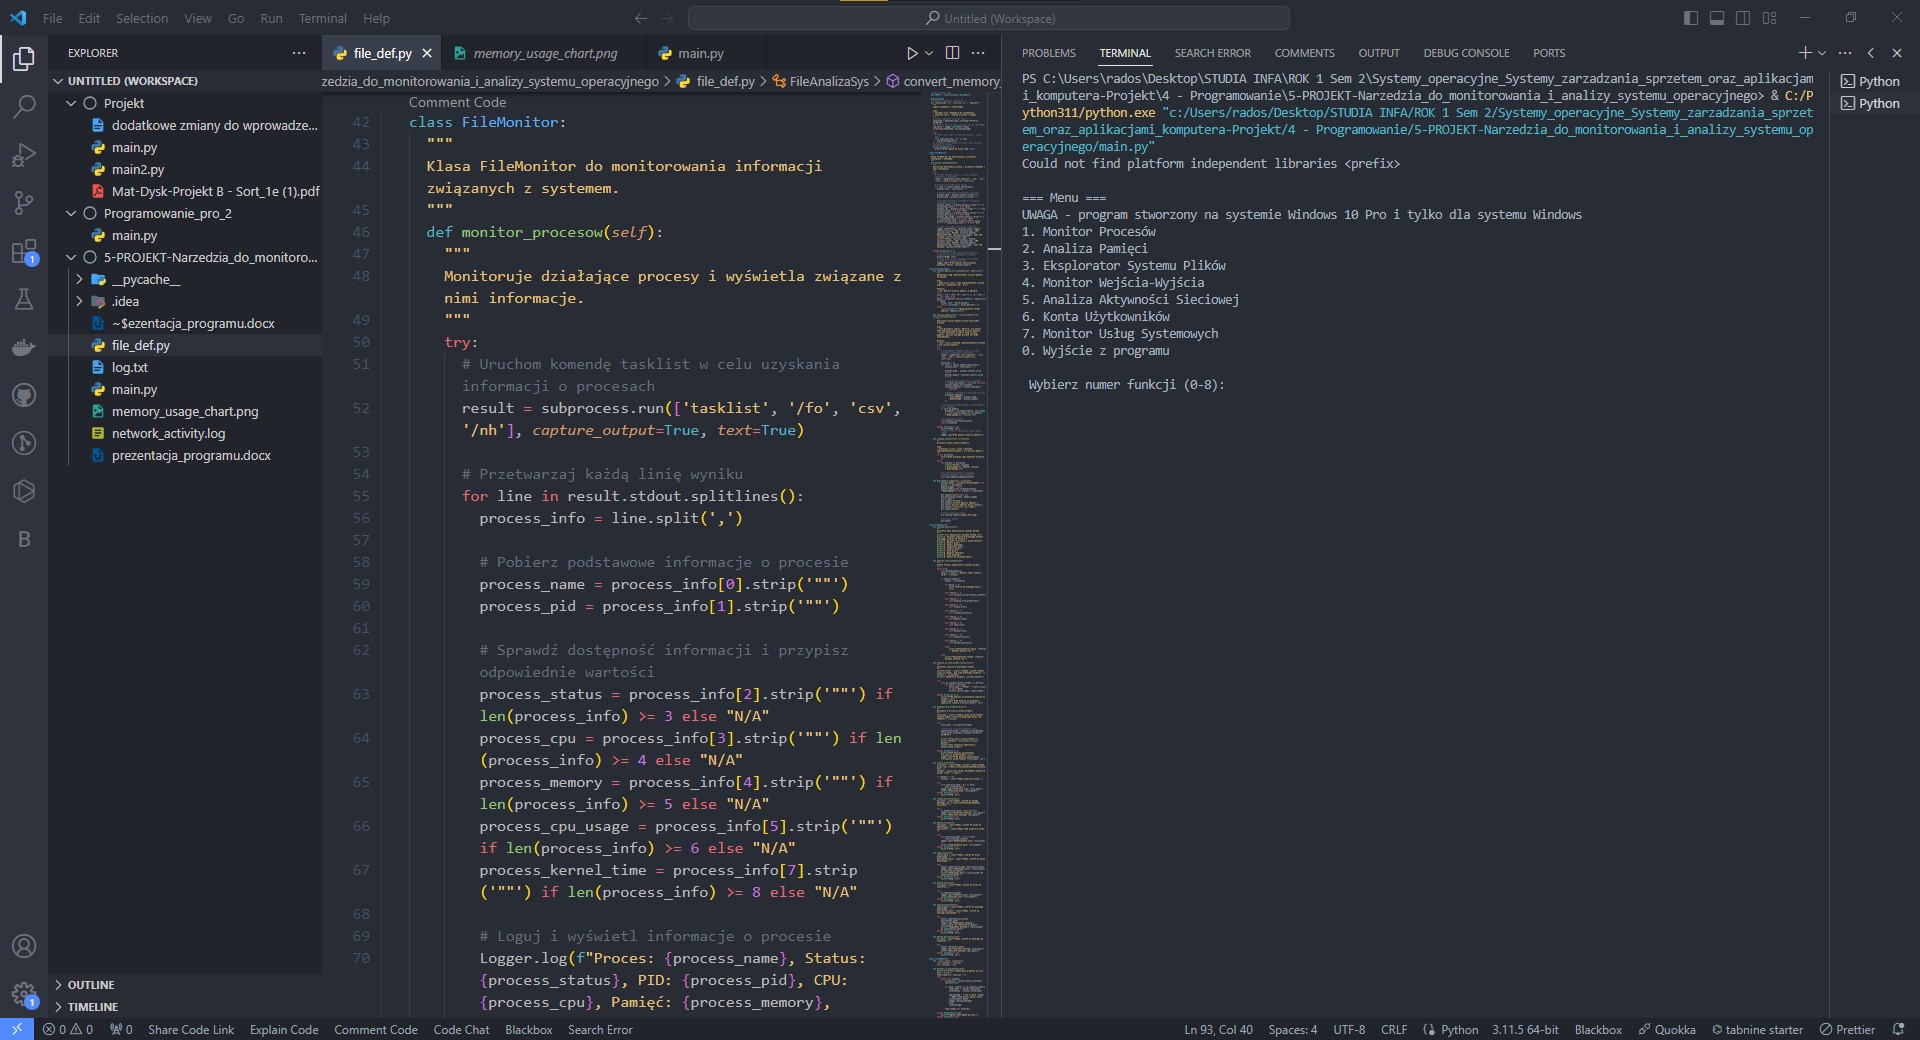 File Edit Selection View Go Run Terminal Help
Untitled (Workspace)
EXPLORER
UNTITLED (WORKSPACE)
Projekt
dodatkowe zmiany do wprowadze...
main.py
main2.py
Mat-Dysk-Projekt B - Sort_1e (1).pdf
Programowanie_pro_2
main.py
5-PROJEKT-Narzedzia_do_monitoro...
__pycache__
.idea
~$ezentacja_programu.docx
file_def.py
log.txt
main.py
memory_usage_chart.png
network_activity.log
prezentacja_programu.docx
OUTLINE
TIMELINE
file_def.py memory_usage_chart.png main.py
zedzia_do_monitorowania_i_analizy_systemu_operacyjnego > file_def.py > FileAnalizaSys > convert_memory_
Comment Code
42 class FileMonitor:
43 """
44 Klasa FileMonitor do monitorowania informacji
związanych z systemem.
45 """
46 def monitor_procesow(self):
47 """
48 Monitoruje działające procesy i wyświetla związane z
nimi informacje.
49 """
50 try:
51 # Uruchom komendę tasklist w celu uzyskania
informacji o procesach
52 result = subprocess.run(['tasklist', '/fo', 'csv',
'/nh'], capture_output=True, text=True)
53
54 # Przetwarzaj każdą linię wyniku
55 for line in result.stdout.splitlines():
56 process_info = line.split(',')
57
58 # Pobierz podstawowe informacje o procesie
59 process_name = process_info[0].strip('""')
60 process_pid = process_info[1].strip('""')
61
62 # Sprawdź dostępność informacji i przypisz
odpowiednie wartości
63 process_status = process_info[2].strip('""') if
len(process_info) >= 3 else "N/A"
64 process_cpu = process_info[3].strip('""') if len
(process_info) >= 4 else "N/A"
65 process_memory = process_info[4].strip('""') if
len(process_info) >= 5 else "N/A"
66 process_cpu_usage = process_info[5].strip('""')
if len(process_info) >= 6 else "N/A"
67 process_kernel_time = process_info[7].strip
('""') if len(process_info) >= 8 else "N/A"
68
69 # Loguj i wyświetl informacje o procesie
70 Logger.log(f"Proces: {process_name}, Status:
{process_status}, PID: {process_pid}, CPU:
{process_cpu}, Pamięć: {process_memory},
PROBLEMS TERMINAL SEARCH ERROR COMMENTS OUTPUT DEBUG CONSOLE PORTS
PS C:\Users\rados\Desktop\STUDIA INFA\ROK 1 Sem 2\Systemy_operacyjne_Systemy_zarzadzania_sprzetem_oraz_aplikacjam
i_komputera-Projekt\4 - Programowanie\5-PROJEKT-Narzedzia_do_monitorowania_i_analizy_systemu_operacyjnego> & C:/P
ython311/python.exe "c:/Users/rados/Desktop/STUDIA INFA/ROK 1 Sem 2/Systemy_operacyjne_Systemy_zarzadzania_sprzet
em_oraz_aplikacjami_komputera-Projekt/4 - Programowanie/5-PROJEKT-Narzedzia_do_monitorowania_i_analizy_systemu_op
eracyjnego/main.py"
Could not find platform independent libraries <prefix>
=== Menu ===
UWAGA - program stworzony na systemie Windows 10 Pro i tylko dla systemu Windows
1. Monitor Procesów
2. Analiza Pamięci
3. Eksplorator Systemu Plików
4. Monitor Wejścia-Wyjścia
5. Analiza Aktywności Sieciowej
6. Konta Użytkowników
7. Monitor Usług Systemowych
0. Wyjście z programu
Wybierz numer funkcji (0-8):
Python
Python
1
B
1
0 0 0 Share Code Link Explain Code Comment Code Code Chat Blackbox Search Error
Ln 93, Col 40 Spaces: 4 UTF-8 CRLF Python 3.11.5 64-bit Blackbox Quokka tabnine starter Prettier